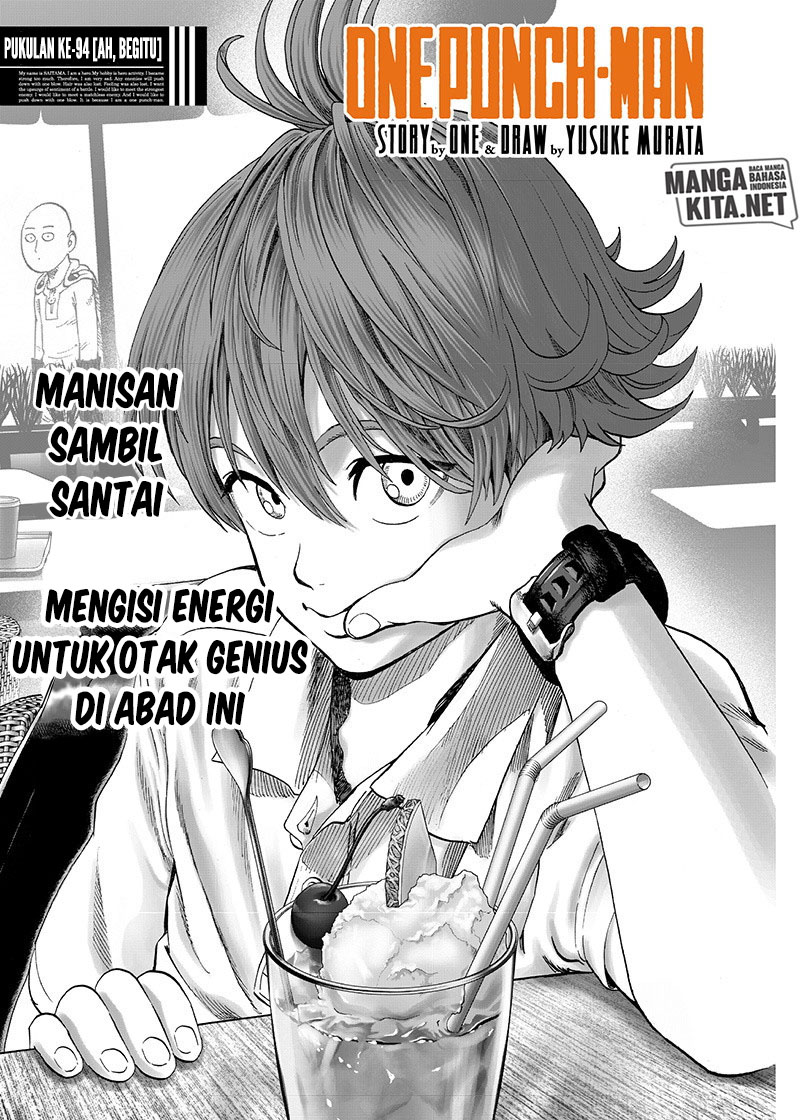 PUKULAN KE-94 [AH, BEGITU]
My name is SAITAMA. I am a hero. My hobby is heroic activity. I became
strong too much. Therefore, I am very sad. Any enemies will push
down with one blow. Hair was also lost. Feeling was also lost. I want
the upsurge of sentiment of a battle. I would like to meet the strongest
enemy. I would like to meet a matchless enemy. And I would like to
push down with one blow. It is because I am a one punch-man.
ONE PUNCH-MAN
STORY by ONE & DRAW by YUSUKE MURATA
MANGA
KITA.NET
BACA MANGA
BAHASA
INDONESIA
MANISAN
SAMBIL
SANTAI
MENGISI ENERGI
UNTUK OTAK GENIUS
DI ABAD INI